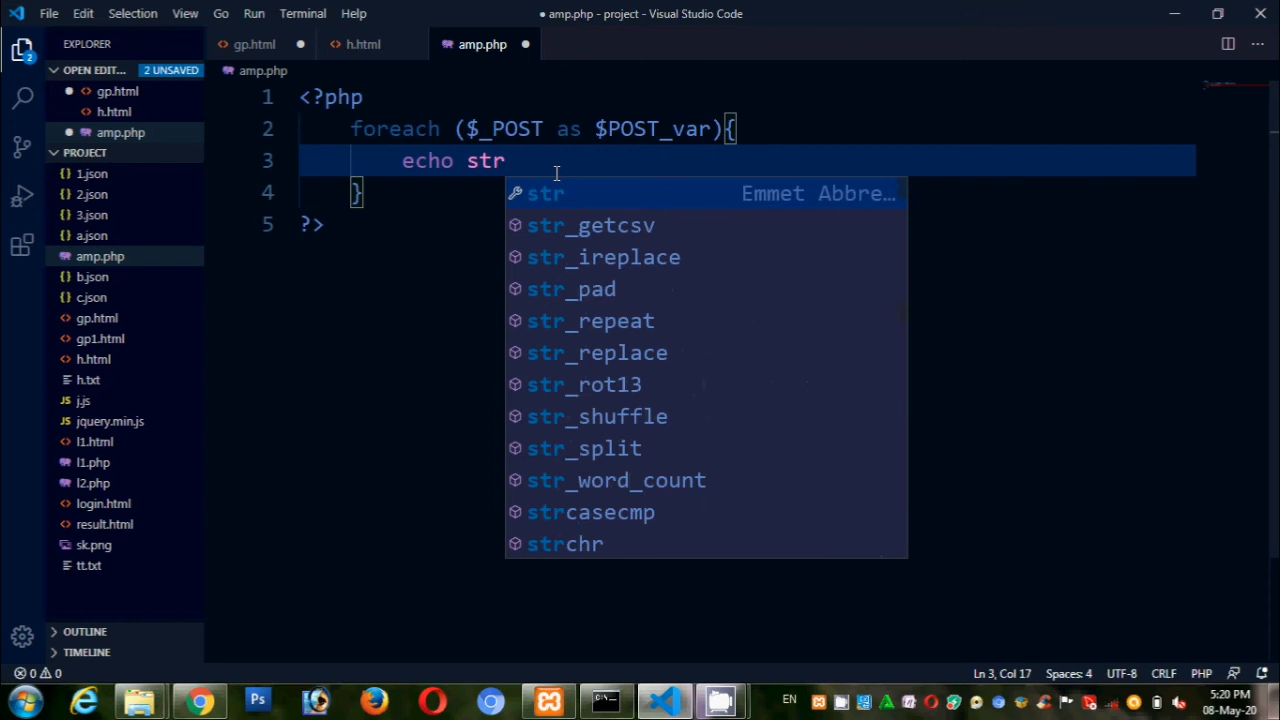 File Edit Selection View Go Run Terminal Help
● amp.php - project - Visual Studio Code
EXPLORER
gp.html
h.html
amp.php
OPEN EDIT... 2 UNSAVED
gp.html
h.html
amp.php
PROJECT
1.json
2.json
3.json
a.json
amp.php
b.json
c.json
gp.html
gp1.html
h.html
h.txt
j.js
jquery.min.js
l1.html
l1.php
l2.php
login.html
result.html
sk.png
tt.txt
OUTLINE
TIMELINE
2
amp.php
1 <?php
2 foreach ($_POST as $POST_var){
3 echo str
4 }
5 ?>
str Emmet Abbre...
str_getcsv
str_ireplace
str_pad
str_repeat
str_replace
str_rot13
str_shuffle
str_split
str_word_count
strcasecmp
strchr
0 0
Ln 3, Col 17 Spaces: 4 UTF-8 CRLF PHP
Ps
EN
5:20 PM
08-May-20